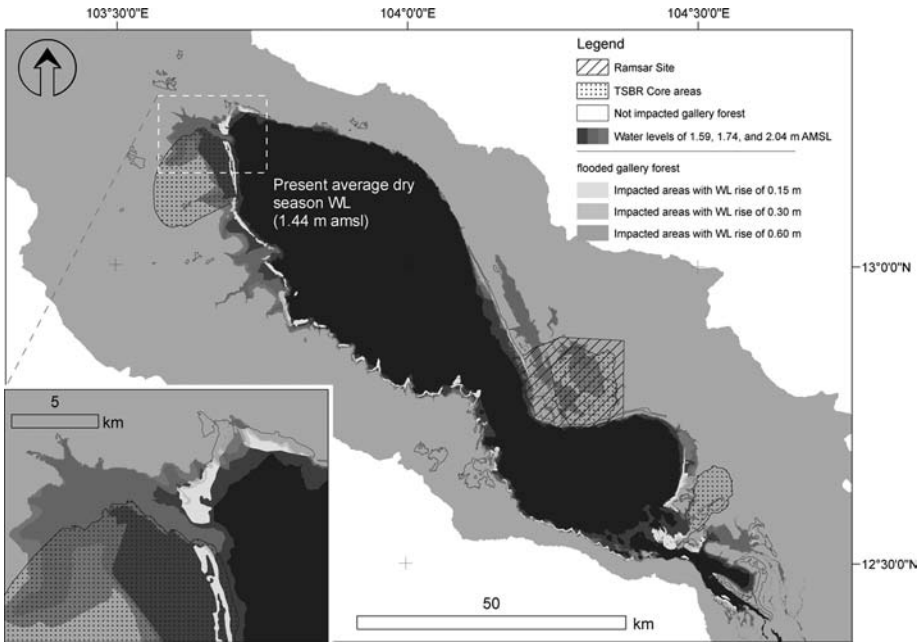 103°30'0"E
104°0'0"E
104°30'0"E
Legend
Ramsar Site
TSBR Core areas
Not impacted gallery forest
Water levels of 1.59, 1.74, and 2.04 m AMSL
flooded gallery forest
Impacted areas with WL rise of 0.15 m
Impacted areas with WL rise of 0.30 m
Impacted areas with WL rise of 0.60 m
Present average dry
season WL
(1.44 m amsl)
13°0'0"N
5
km
12°30'0"N
50
km